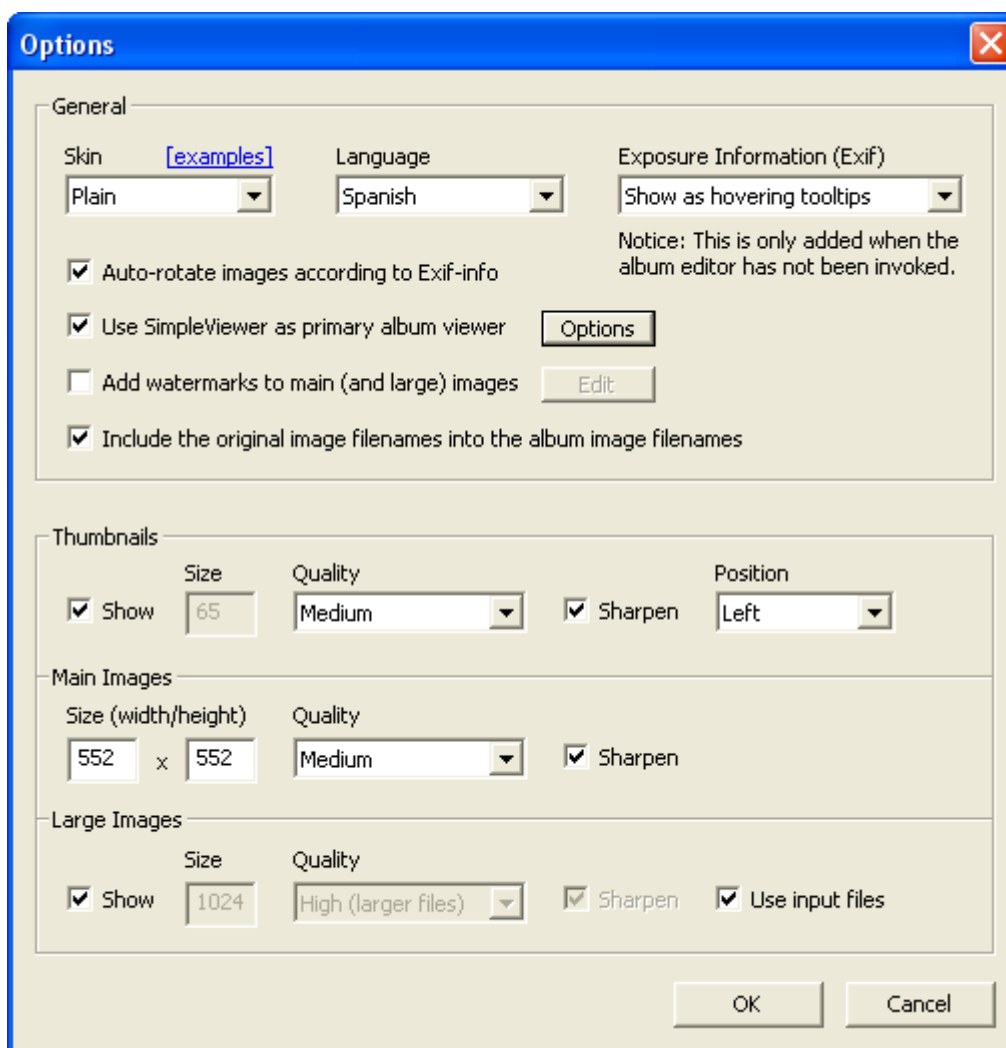 Options
General
Skin [examples] Language Exposure Information (Exif)
Plain Spanish Show as hovering tooltips
Notice: This is only added when the
album editor has not been invoked.
Auto-rotate images according to Exif-info
Use SimpleViewer as primary album viewer Options
Add watermarks to main (and large) images Edit
Include the original image filenames into the album image filenames
Thumbnails
Size Quality Position
Show 65 Medium Sharpen Left
Main Images
Size (width/height) Quality
552 x 552 Medium Sharpen
Large Images
Size Quality
Show 1024 High (larger files) Sharpen Use input files
OK Cancel